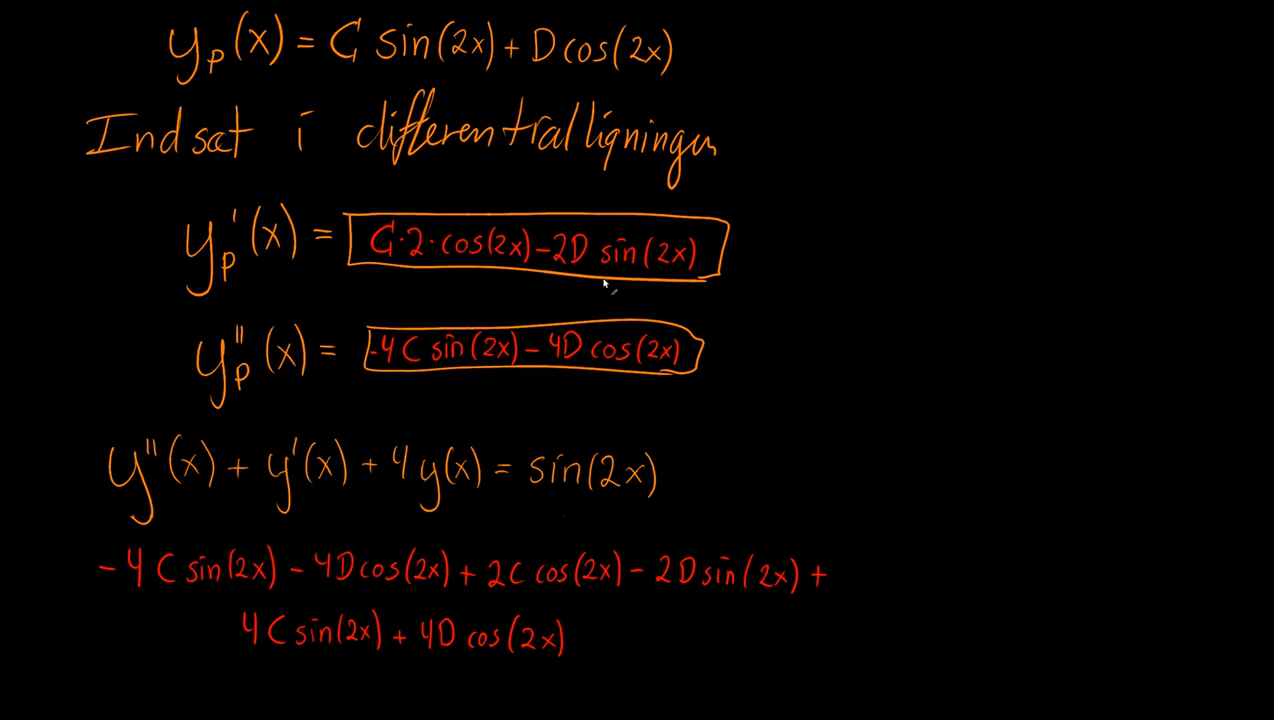 yp(x) = C sin(2x) + D cos(2x)
Indsæt i differentialligningen
yp'(x) = C·2·cos(2x) - 2D sin(2x)
yp''(x) = -4C sin(2x) - 4D cos(2x)
y''(x) + y'(x) + 4y(x) = sin(2x)
-4C sin(2x) - 4D cos(2x) + 2C cos(2x) - 2D sin(2x) +
4C sin(2x) + 4D cos(2x)